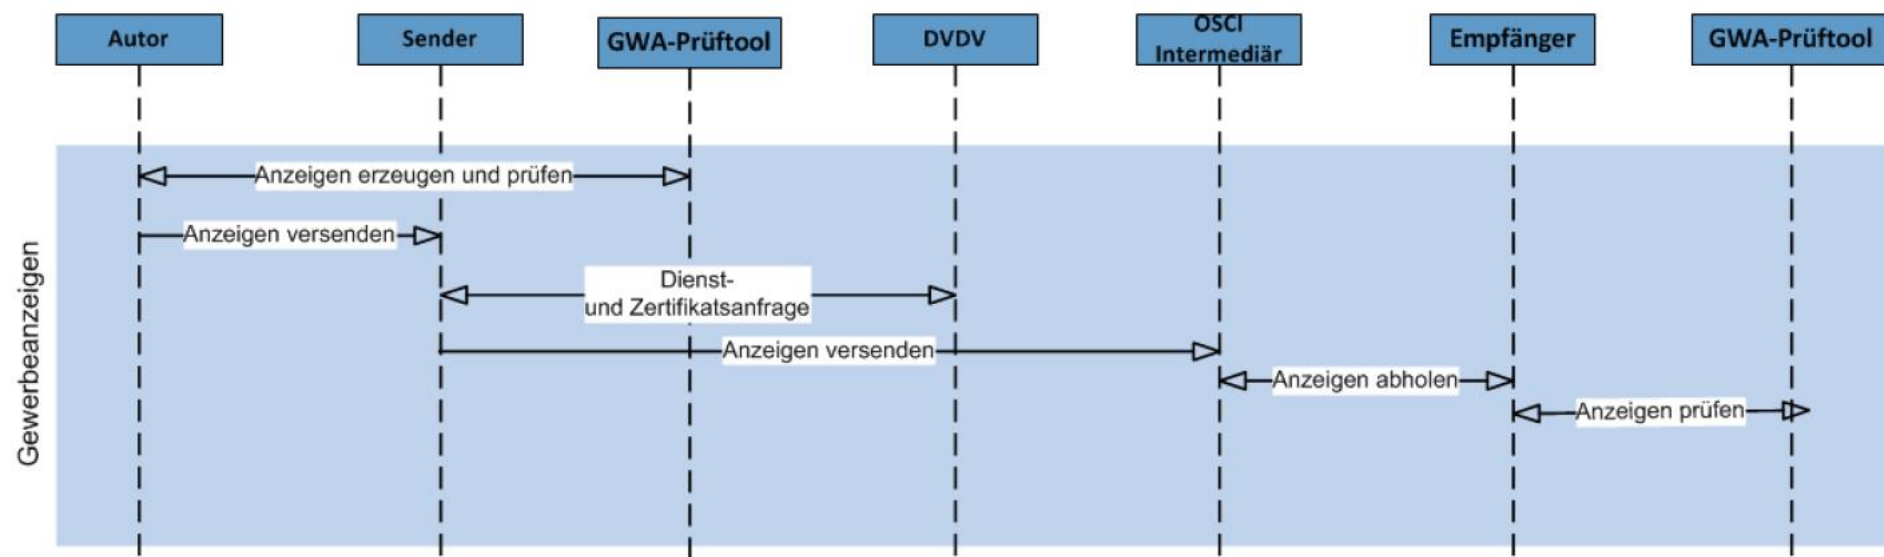 Autor
Sender
GWA-Prüftool
DVDV
OSCI
Intermediär
Empfänger
GWA-Prüftool
Gewerbeanzeigen
Anzeigen erzeugen und prüfen
Anzeigen versenden
Dienst-
und Zertifikatsanfrage
Anzeigen versenden
Anzeigen abholen
Anzeigen prüfen